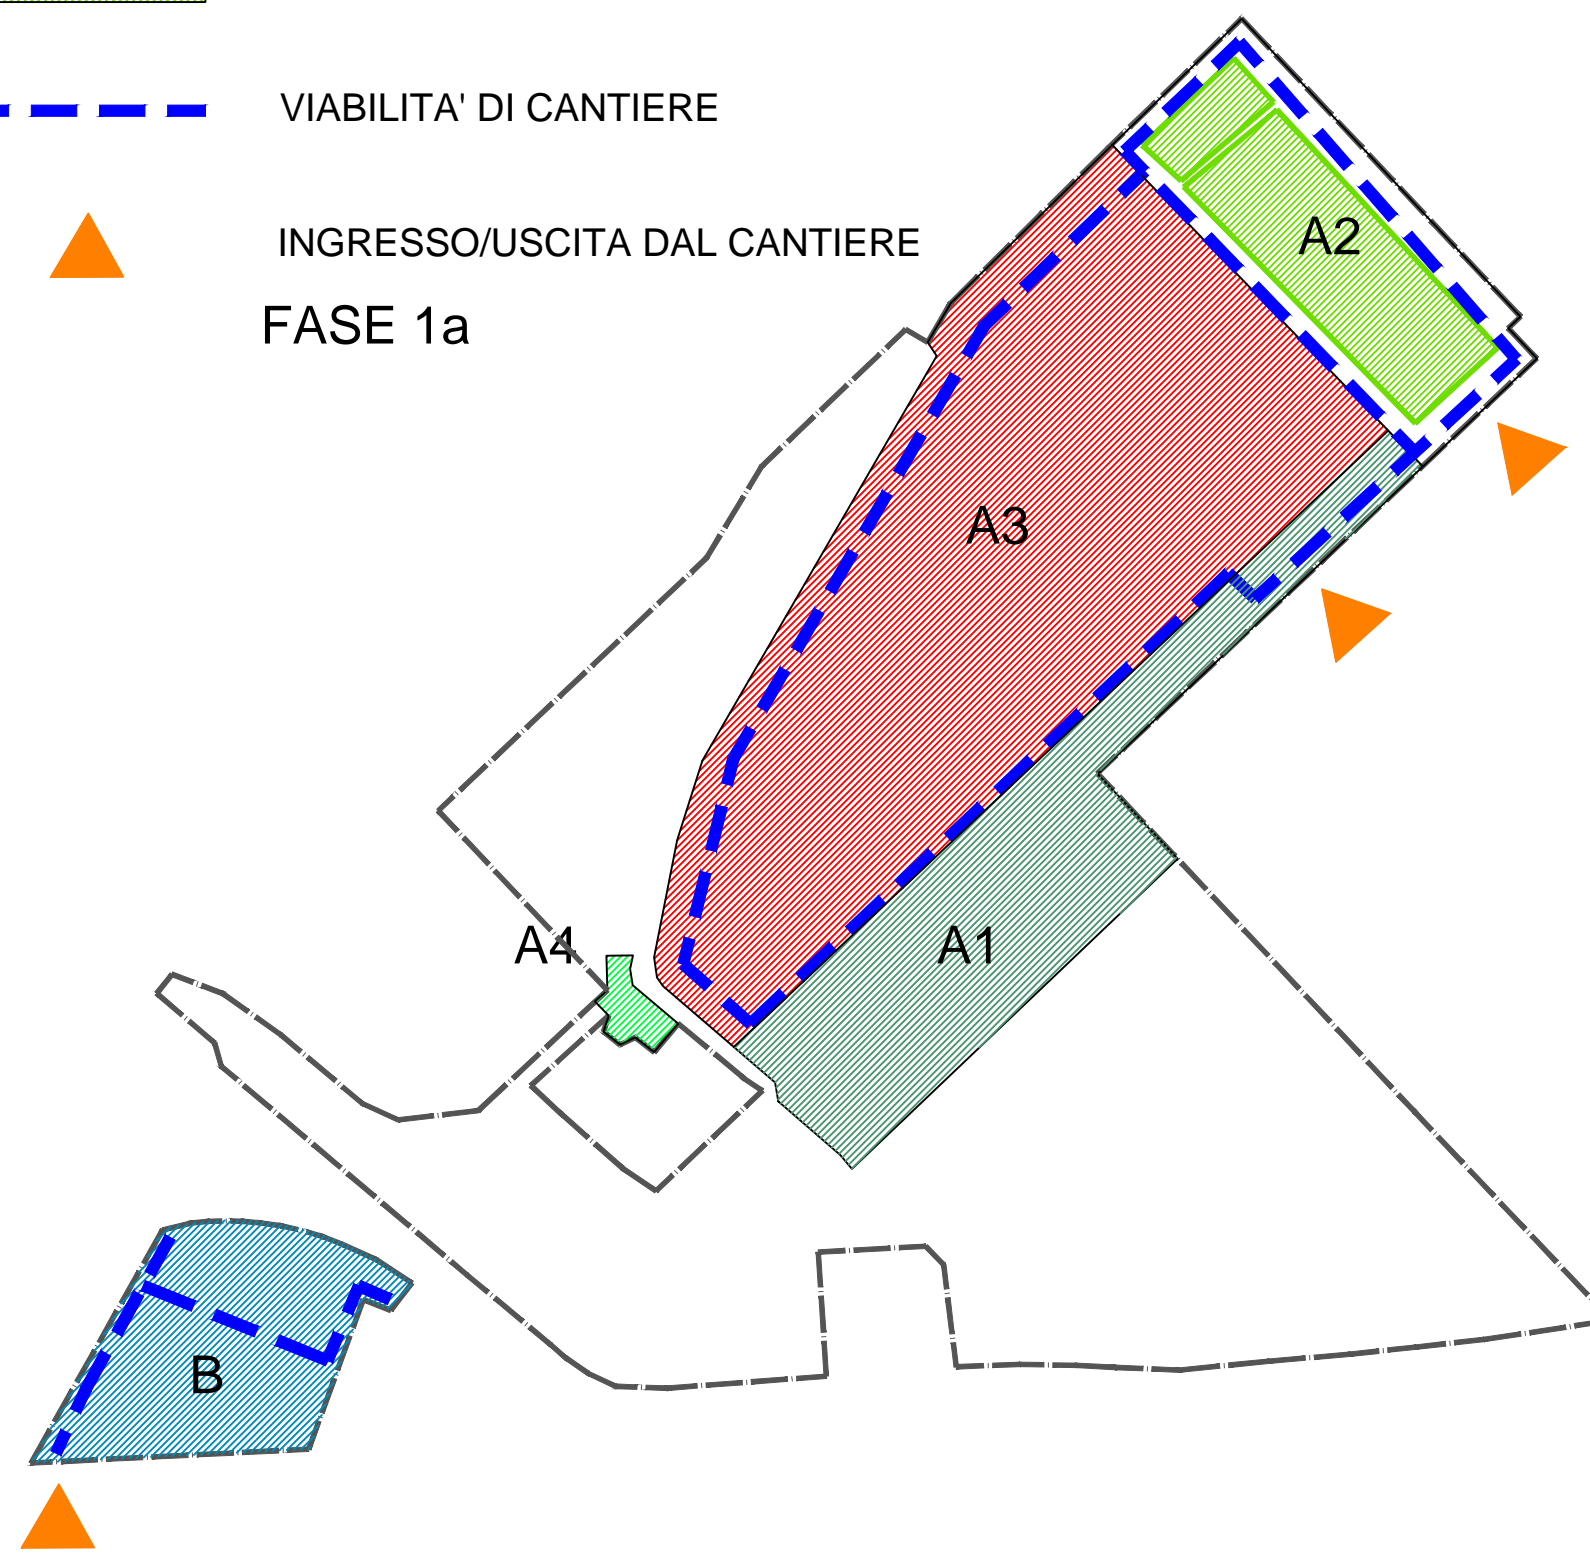 VIABILITA' DI CANTIERE
INGRESSO/USCITA DAL CANTIERE
FASE 1a
A2
A3
A4
A1
B